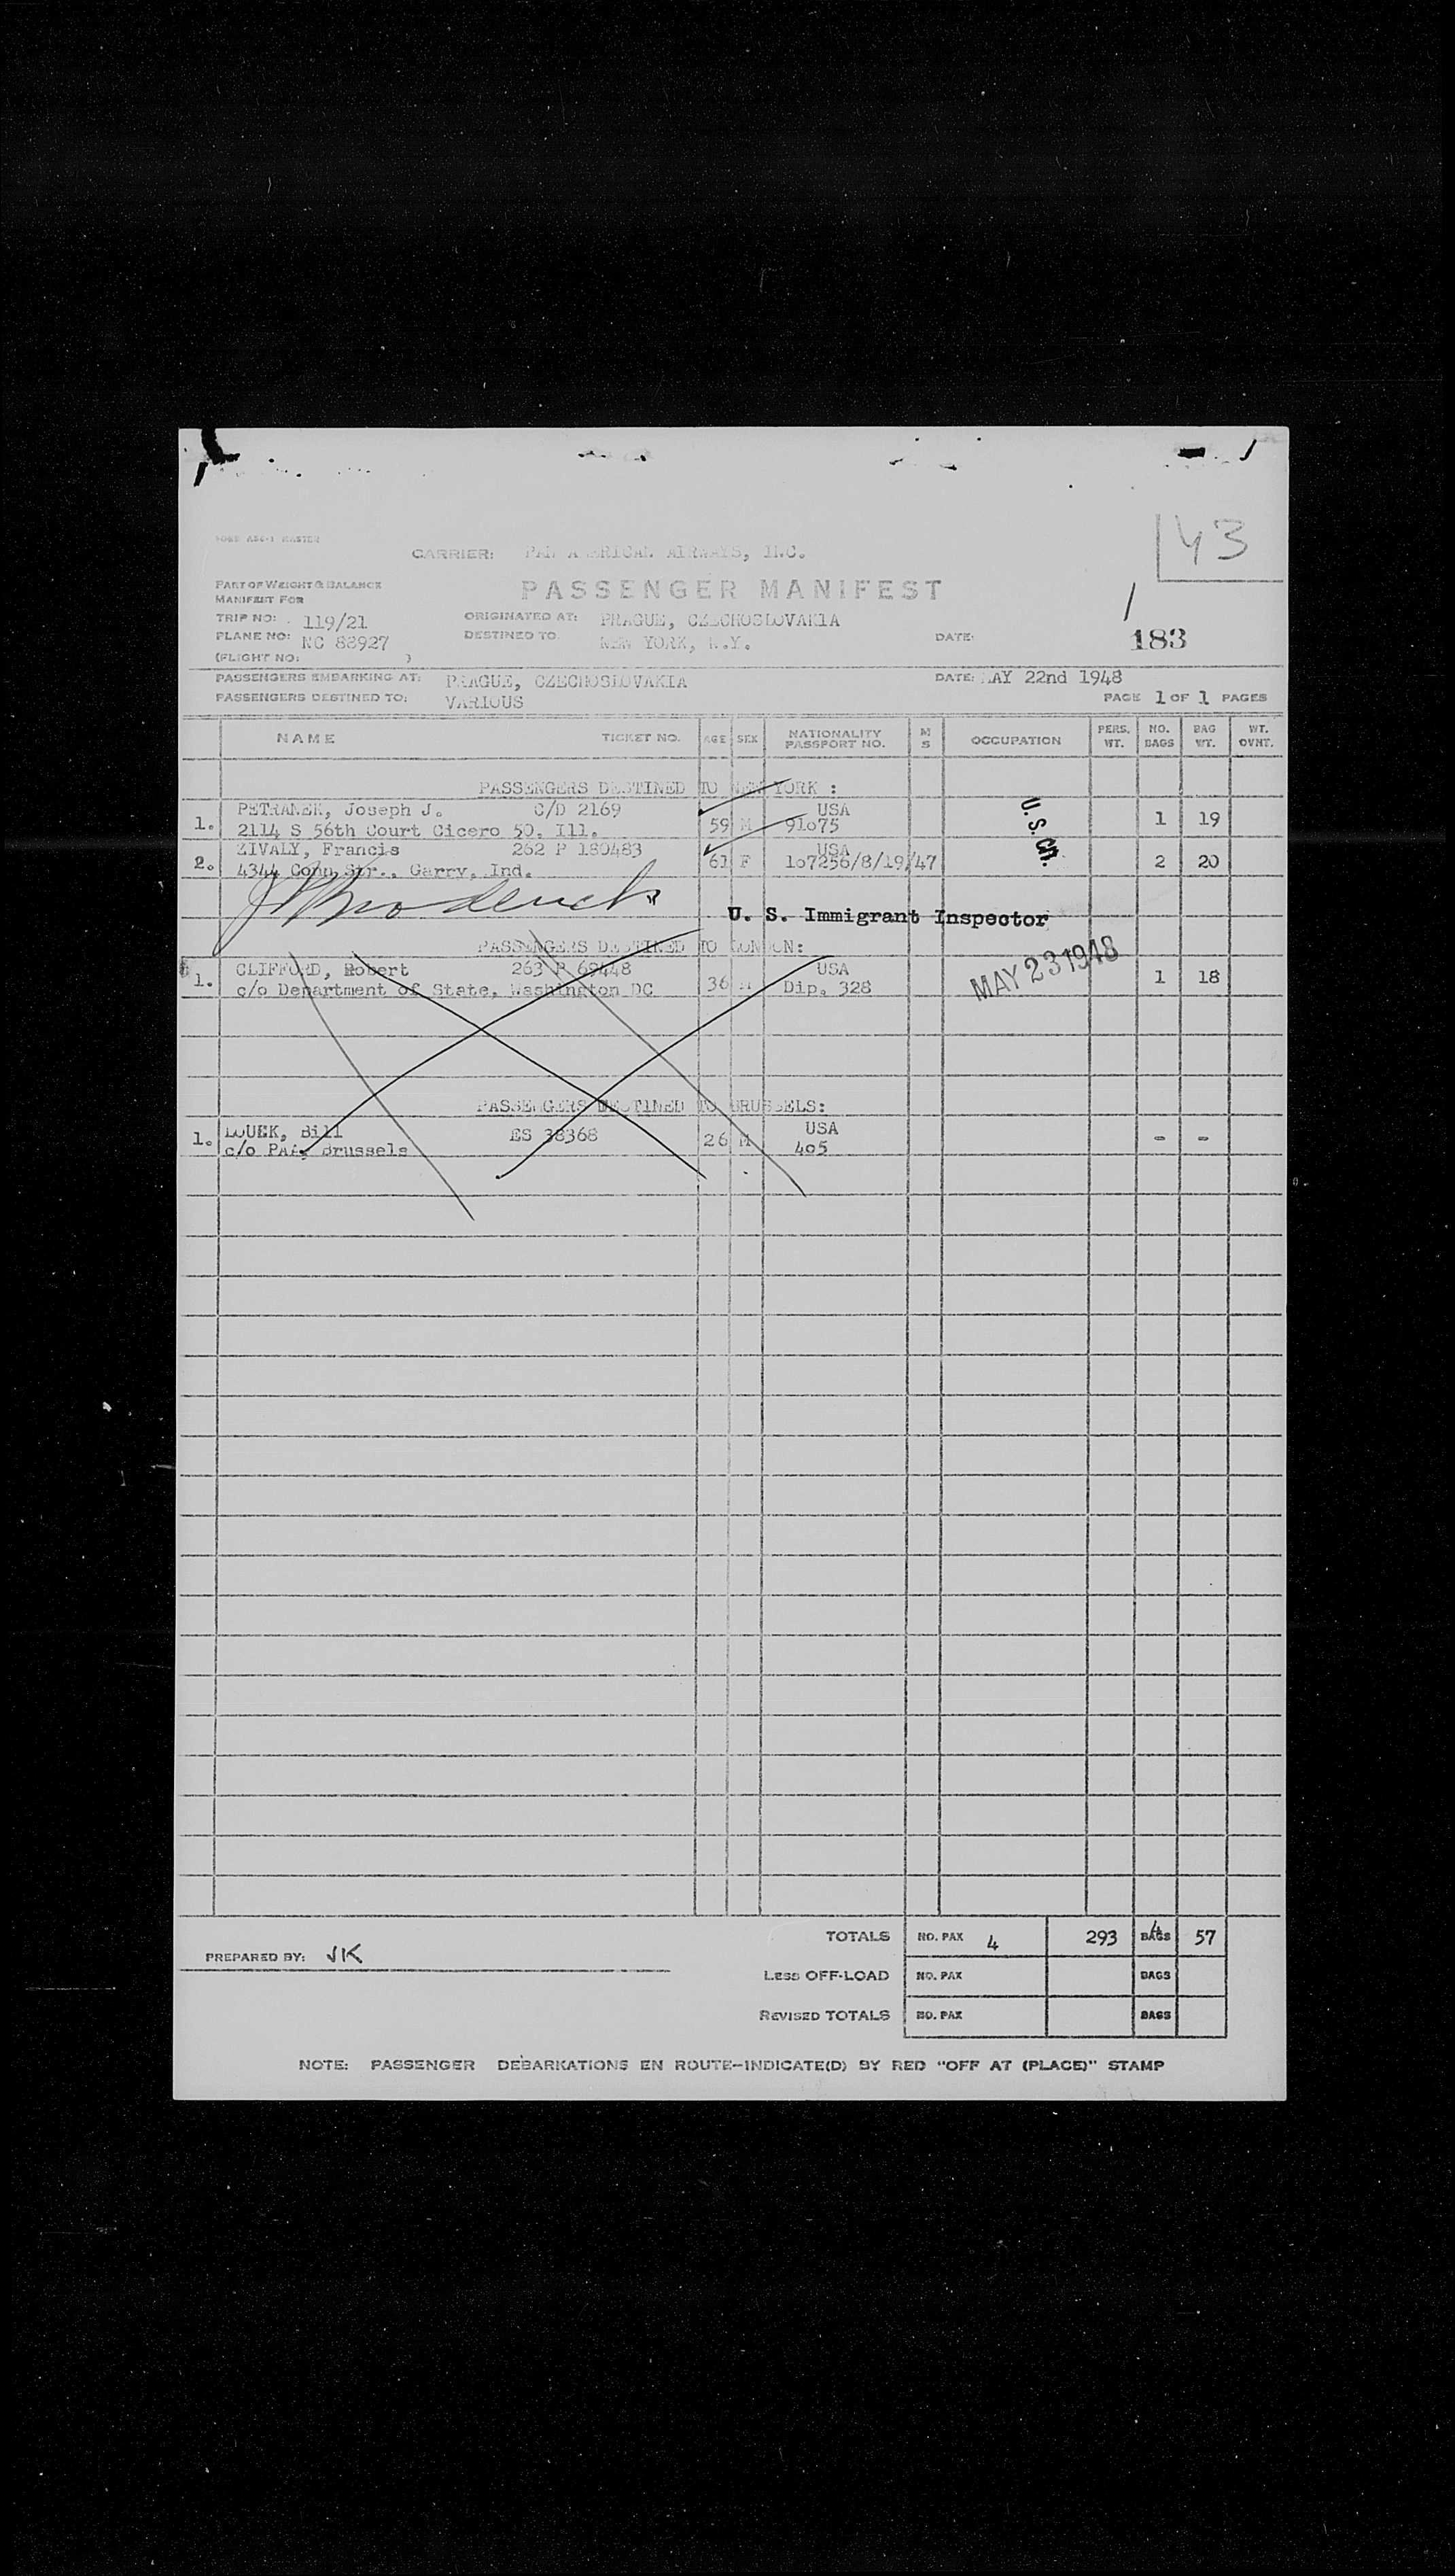 43
CARRIER: PAN AMERICAN AIRWAYS, INC.
PART OF WEIGHT & BALANCE
MANIFEST FOR
PASSENGER MANIFEST
TRIP NO: 119/21 ORIGINATED AT: PRAGUE, CZECHOSLOVAKIA
PLANE NO: NC 88927 DESTINED TO: NEW YORK, N.Y. DATE: 183
(FLIGHT NO: )
PASSENGERS EMBARKING AT: PRAGUE, CZECHOSLOVAKIA DATE: MAY 22nd 1948
PASSENGERS DESTINED TO: VARIOUS PAGE 1 OF 1 PAGES
NAME TICKET NO. AGE SEX NATIONALITY PASSPORT NO. M S OCCUPATION PERS. WT. NO. BAGS BAG WT. WT. OVHT.
PASSENGERS DESTINED TO NEW YORK :
PETRANEK, Joseph J. C/D 2169 USA
1. 2114 S 56th Court Cicero 50, Ill. 59 M 91o75 1 19
U.S. Cit.
ZIVALY, Francis 262 P 180483 USA
2. 4344 Conn Str., Garry, Ind. 61 F 1o7256/8/19/47 2 20
U. S. Immigrant Inspector
PASSENGERS DESTINED TO LONDON:
CLIFFORD, Robert 263 P 69448 USA
1. c/o Department of State, Washington DC 36 M Dip. 328 1 18
MAY 23 1948
PASSENGERS DESTINED TO BRUSSELS:
LOUEK, Bill ES 38368 USA
1. c/o PAA, Brussels 26 M 4o5 - -
TOTALS NO. PAX 4 293 4 BAGS 57
PREPARED BY: JK
LESS OFF-LOAD NO. PAX BAGS
REVISED TOTALS NO. PAX BAGS
NOTE: PASSENGER DEBARKATIONS EN ROUTE-INDICATE(D) BY RED "OFF AT (PLACE)" STAMP